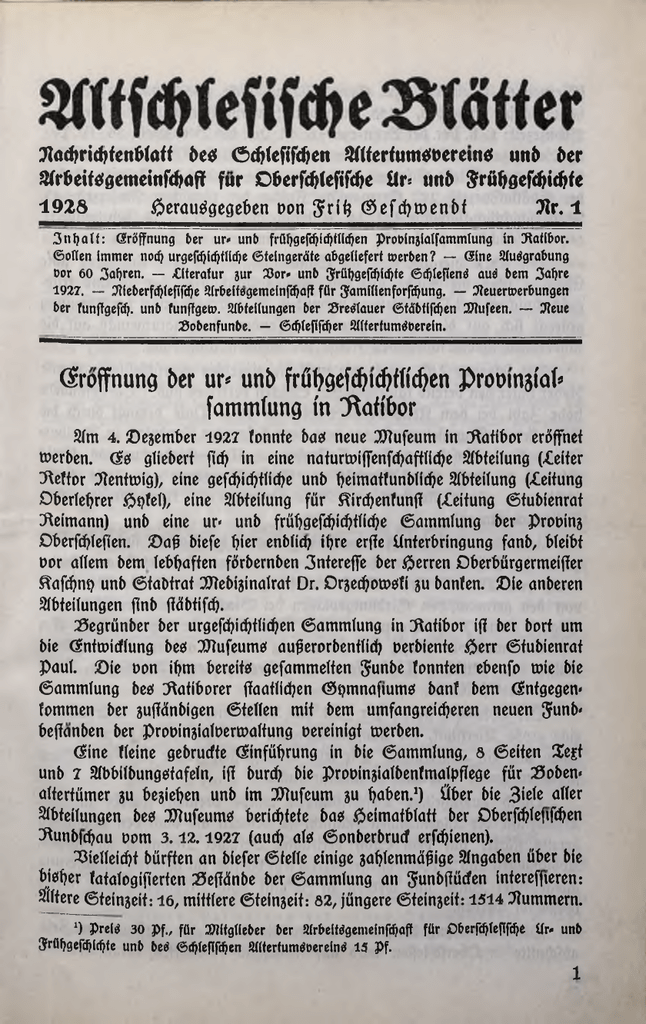 Altschlesische Blätter
Nachrichtenblatt des Schlesischen Altertumsvereins und der
Arbeitsgemeinschaft für Oberschlesische Ur- und Frühgeschichte
1928 Herausgegeben von Fritz Geschwendt Nr. 1
Inhalt: Eröffnung der ur- und frühgeschichtlichen Provinzialsammlung in Ratibor.
Sollen immer noch urgeschichtliche Steingeräte abgeliefert werden? — Eine Ausgrabung
vor 60 Jahren. — Literatur zur Vor- und Frühgeschichte Schlesiens aus dem Jahre
1927. — Niederschlesische Arbeitsgemeinschaft für Familienforschung. — Neuerwerbungen
der kunstgesch. und kunstgew. Abteilungen der Breslauer Städtischen Museen. — Neue
Bodenfunde. — Schlesischer Altertumsverein.
Eröffnung der ur- und frühgeschichtlichen Provinzial-
sammlung in Ratibor
Am 4. Dezember 1927 konnte das neue Museum in Ratibor eröffnet
werden. Es gliedert sich in eine naturwissenschaftliche Abteilung (Leiter
Rektor Nentwig), eine geschichtliche und heimatkundliche Abteilung (Leitung
Oberlehrer Hykel), eine Abteilung für Kirchenkunst (Leitung Studienrat
Reimann) und eine ur- und frühgeschichtliche Sammlung der Provinz
Oberschlesien. Daß diese hier endlich ihre erste Unterbringung fand, bleibt
vor allem dem lebhaften fördernden Interesse der Herren Oberbürgermeister
Kaschny und Stadtrat Medizinalrat Dr. Orzechowski zu danken. Die anderen
Abteilungen sind städtisch.
Begründer der urgeschichtlichen Sammlung in Ratibor ist der dort um
die Entwicklung des Museums außerordentlich verdiente Herr Studienrat
Paul. Die von ihm bereits gesammelten Funde konnten ebenso wie die
Sammlung des Ratiborer staatlichen Gymnasiums dank dem Entgegen-
kommen der zuständigen Stellen mit dem umfangreicheren neuen Fund-
beständen der Provinzialverwaltung vereinigt werden.
Eine kleine gedruckte Einführung in die Sammlung, 8 Seiten Text
und 7 Abbildungstafeln, ist durch die Provinzialdenkmalpflege für Boden-
altertümer zu beziehen und im Museum zu haben.¹) Über die Ziele aller
Abteilungen des Museums berichtete das Heimatblatt der Oberschlesischen
Rundschau vom 3. 12. 1927 (auch als Sonderdruck erschienen).
Vielleicht dürften an dieser Stelle einige zahlenmäßige Angaben über die
bisher katalogisierten Bestände der Sammlung an Fundstücken interessieren:
Ältere Steinzeit: 16, mittlere Steinzeit: 82, jüngere Steinzeit: 1514 Nummern.
¹) Preis 30 Pf., für Mitglieder der Arbeitsgemeinschaft für Oberschlesische Ur- und
Frühgeschichte und des Schlesischen Altertumsvereins 15 Pf.
1